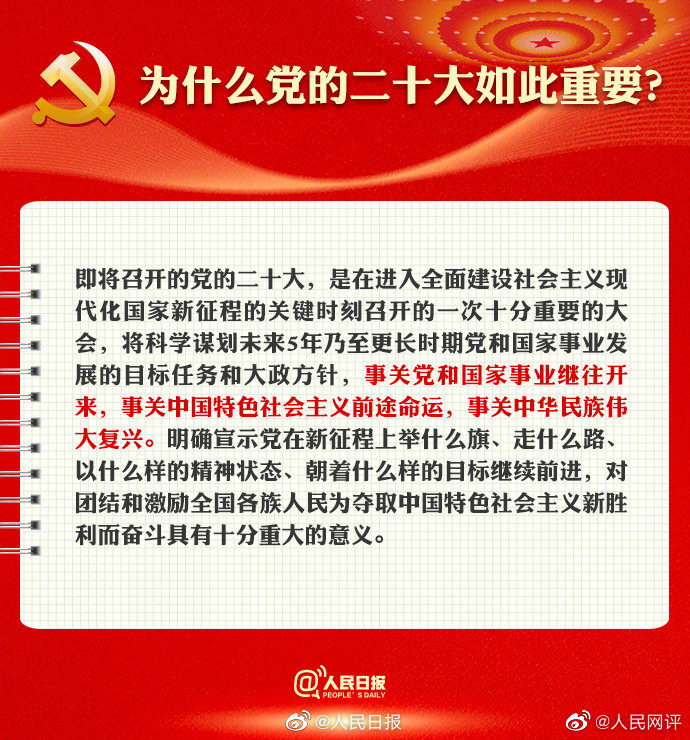 为什么党的二十大如此重要?
即将召开的党的二十大，是在进入全面建设社会主义现
代化国家新征程的关键时刻召开的一次十分重要的大
会，将科学谋划未来5年乃至更长时期党和国家事业发
展的目标任务和大政方针，事关党和国家事业继往开
来，事关中国特色社会主义前途命运，事关中华民族伟
大复兴。明确宣示党在新征程上举什么旗、走什么路、
以什么样的精神状态、朝着什么样的目标继续前进，对
团结和激励全国各族人民为夺取中国特色社会主义新胜
利而奋斗具有十分重大的意义。
@人民日报
PEOPLE'S DAILY
@人民日报
@人民网评